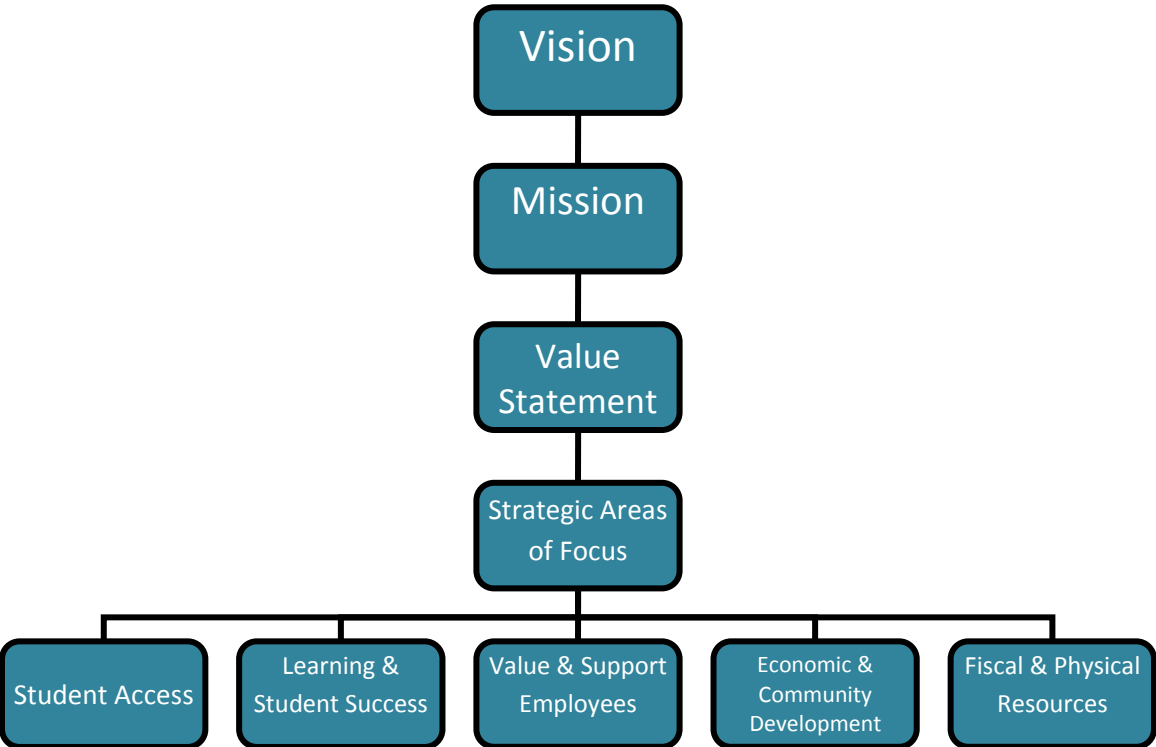 Vision
Mission
Value
Statement
Strategic Areas
of Focus
Student Access
Learning &
Student Success
Value & Support
Employees
Economic &
Community
Development
Fiscal & Physical
Resources